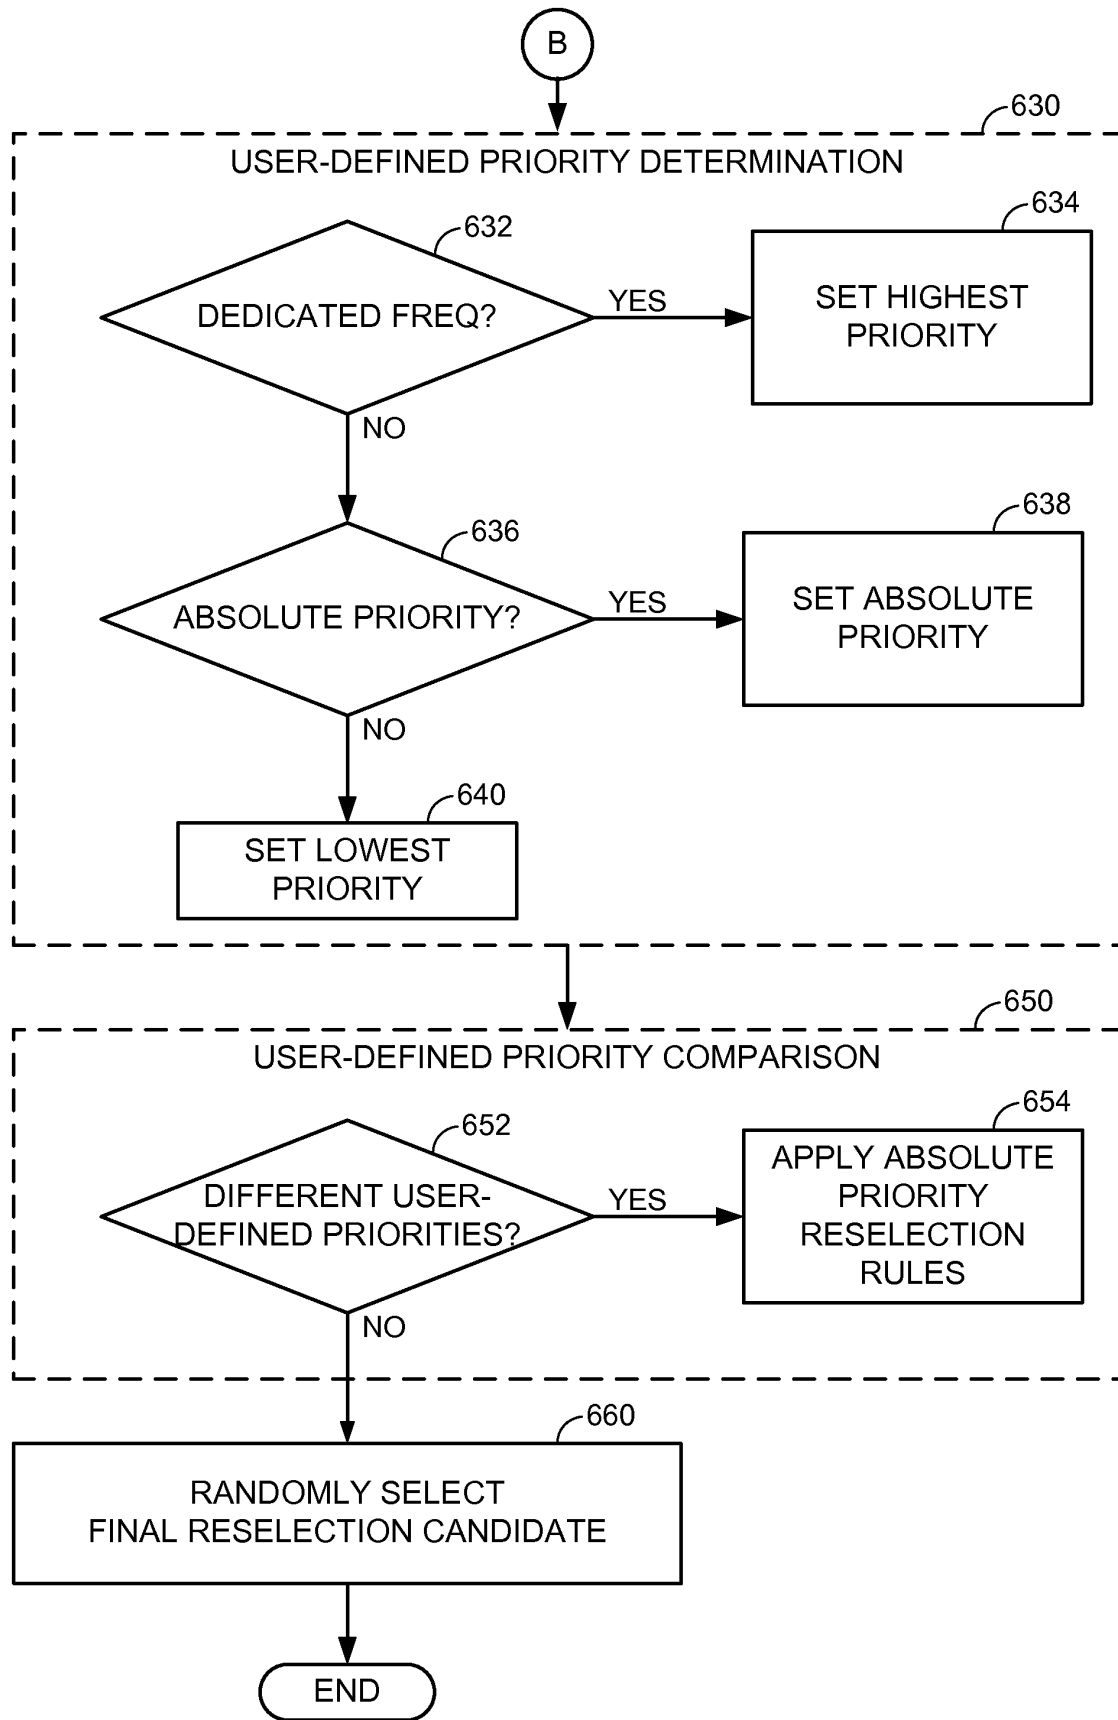 B
630
USER-DEFINED PRIORITY DETERMINATION
632
634
DEDICATED FREQ?
YES
SET HIGHEST
PRIORITY
NO
636
638
ABSOLUTE PRIORITY?
YES
SET ABSOLUTE
PRIORITY
NO
640
SET LOWEST
PRIORITY
650
USER-DEFINED PRIORITY COMPARISON
652
654
DIFFERENT USER-
DEFINED PRIORITIES?
YES
APPLY ABSOLUTE
PRIORITY
RESELECTION
RULES
NO
660
RANDOMLY SELECT
FINAL RESELECTION CANDIDATE
END